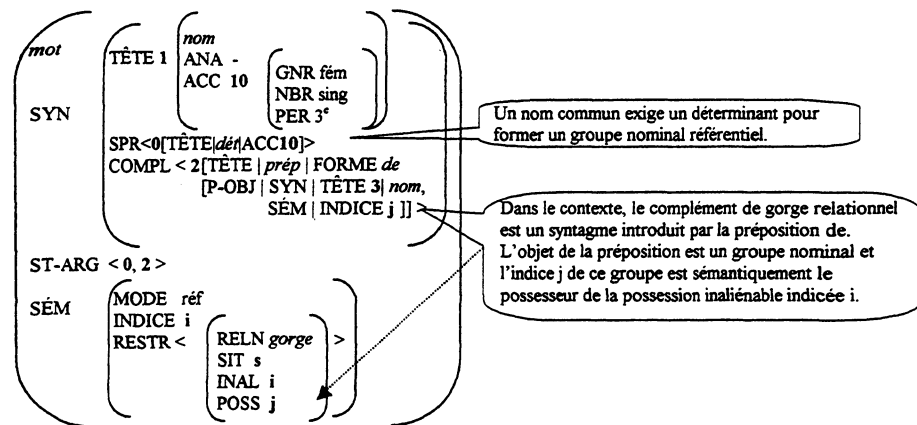 mot
TÊTE 1
nom
ANA -
ACC 10
GNR fém
NBR sing
PER 3e
SYN
SPR<0[TÊTE|dét|ACC10]>
COMPL < 2[TÊTE | prép | FORME de
[P-OBJ | SYN | TÊTE 3| nom,
SÉM | INDICE j ]] >
ST-ARG < 0, 2 >
SÉM
MODE réf
INDICE i
RESTR <
RELN gorge
SIT s
INAL i
POSS j
>
Un nom commun exige un déterminant pour
former un groupe nominal référentiel.
Dans le contexte, le complément de gorge relationnel
est un syntagme introduit par la préposition de.
L'objet de la préposition est un groupe nominal et
l'indice j de ce groupe est sémantiquement le
possesseur de la possession inaliénable indicée i.